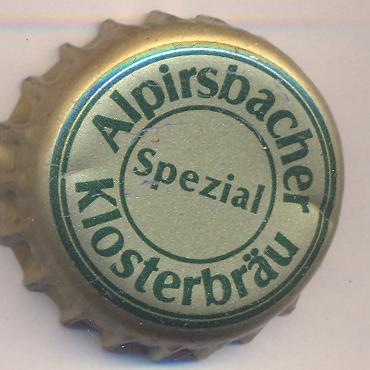 Alpirsbacher
Spezial
Klosterbräu